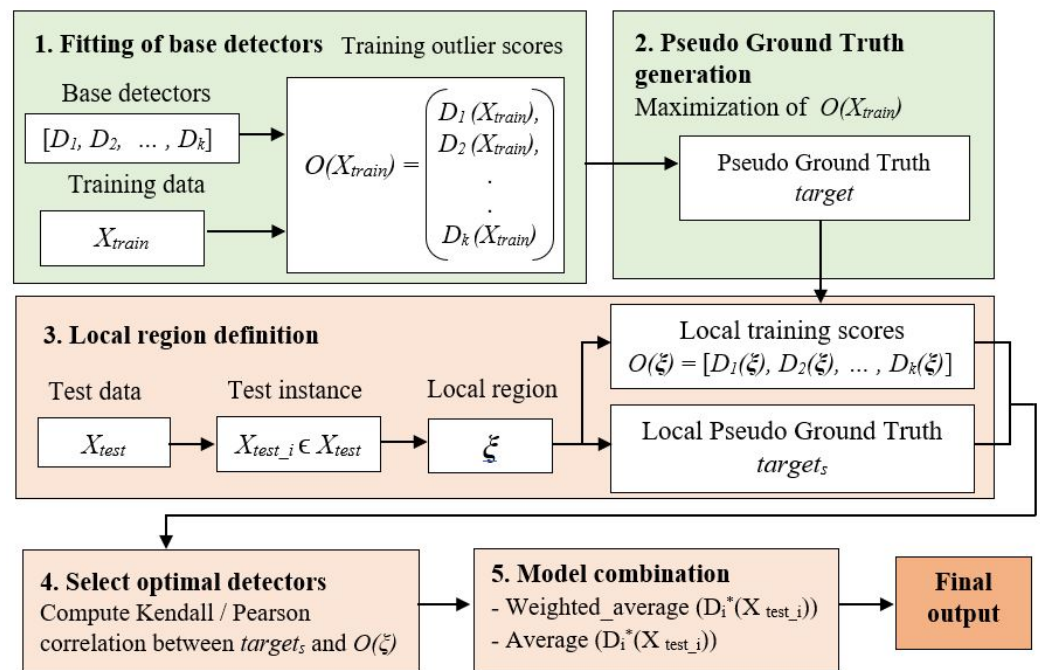 1. Fitting of base detectors Training outlier scores
Base detectors
[D1, D2, ... , Dk]
Training data
Xtrain
O(Xtrain) =
D1 (Xtrain),
D2 (Xtrain),
.
.
Dk (Xtrain)
2. Pseudo Ground Truth
generation
Maximization of O(Xtrain)
Pseudo Ground Truth
target
3. Local region definition
Test data
Xtest
Test instance
Xtest_i ϵ Xtest
Local region
ξ
Local training scores
O(ξ) = [D1(ξ), D2(ξ), ... , Dk(ξ)]
Local Pseudo Ground Truth
targets
4. Select optimal detectors
Compute Kendall / Pearson
correlation between targets and O(ξ)
5. Model combination
- Weighted_average (Di*(X test_i))
- Average (Di*(X test_i))
Final
output